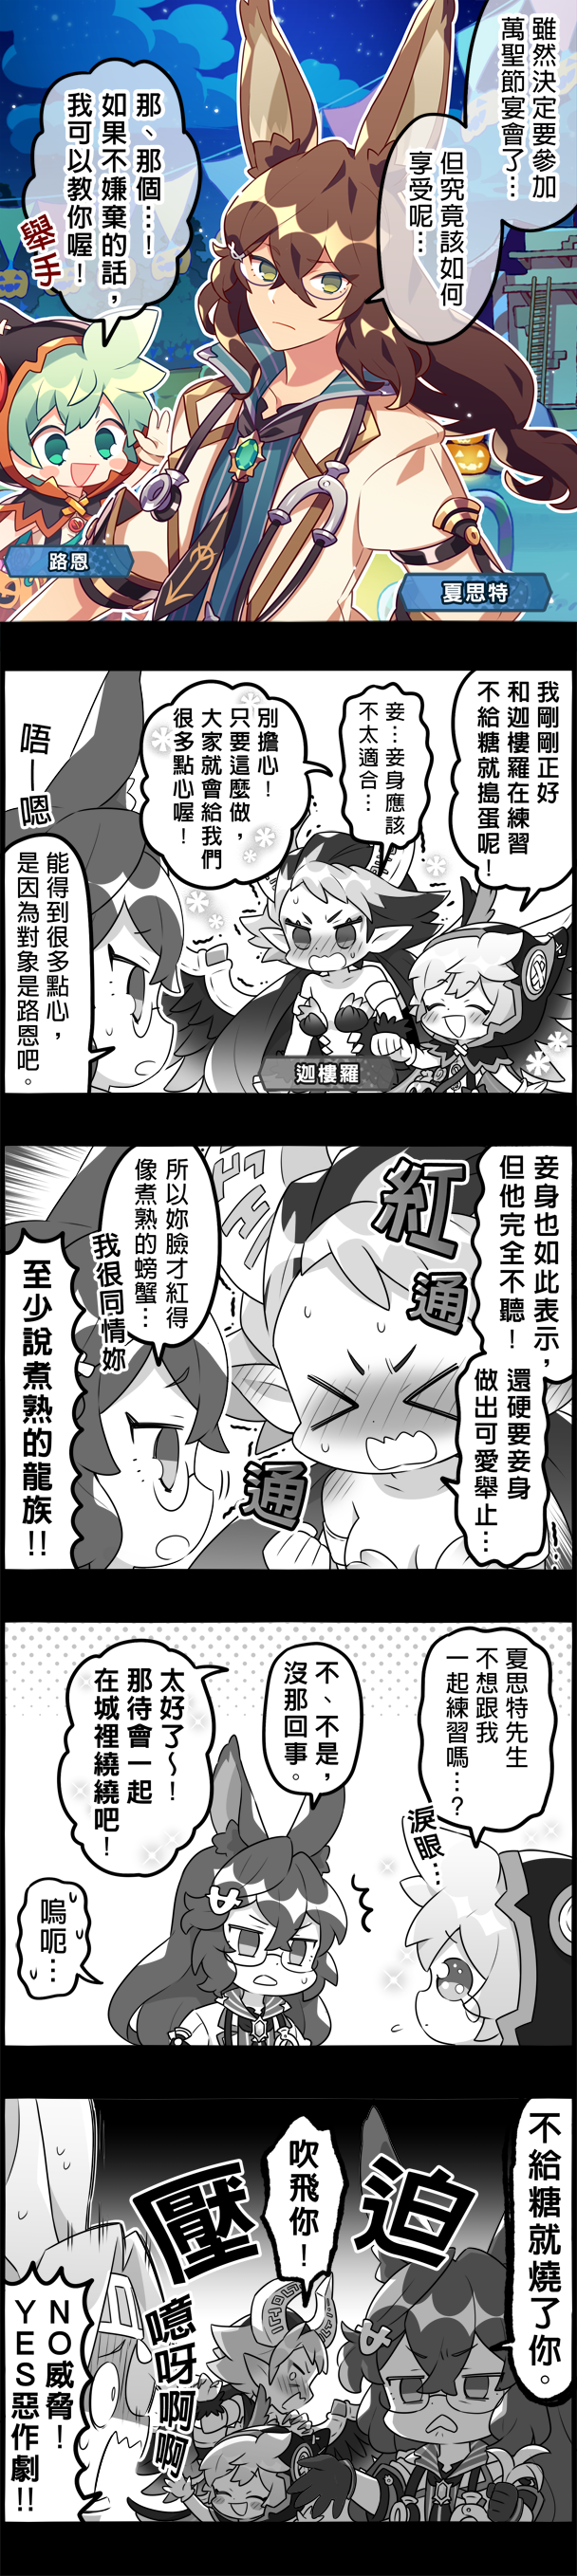 雖然決定要參加
萬聖節宴會了…
但究竟該如何
享受呢…
那、那個…！
如果不嫌棄的話，
我可以教你喔！
舉手
路恩
夏思特
我剛剛正好
和迦樓羅在練習
不給糖就搗蛋呢！
妾…妾身應該
不太適合…
別擔心！
只要這麼做，
大家就會給我們
很多點心喔！
唔—嗯
能得到很多點心，
是因為對象是路恩吧。
迦樓羅
妾身也如此表示，
但他完全不聽！
還硬要妾身
做出可愛舉止…
紅
通
通
所以妳臉才紅得
像煮熟的螃蟹…
我很同情妳
至少說煮熟的龍族!!
夏思特先生
不想跟我
一起練習嗎…？
淚眼…
不、不是，
沒那回事。
太好了～！
那待會一起
在城裡繞繞吧！
嗚呃…
不給糖就燒了你。
吹飛你！
壓迫
噫呀啊啊
NO威脅！
YES惡作劇!!